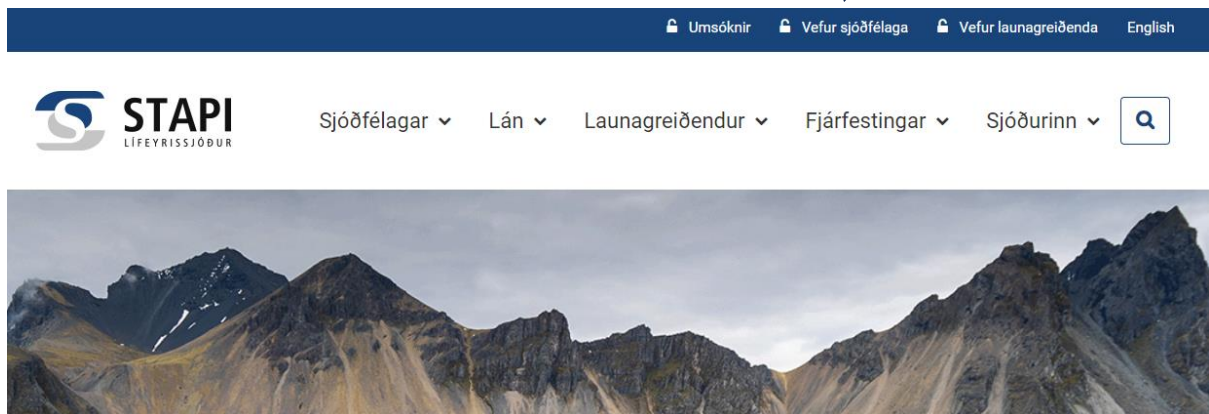 Umsóknir Vefur sjóðfélaga Vefur launagreiðenda English
STAPI
LÍFEYRISSJÓÐUR
Sjóðfélagar Lán Launagreiðendur Fjárfestingar Sjóðurinn